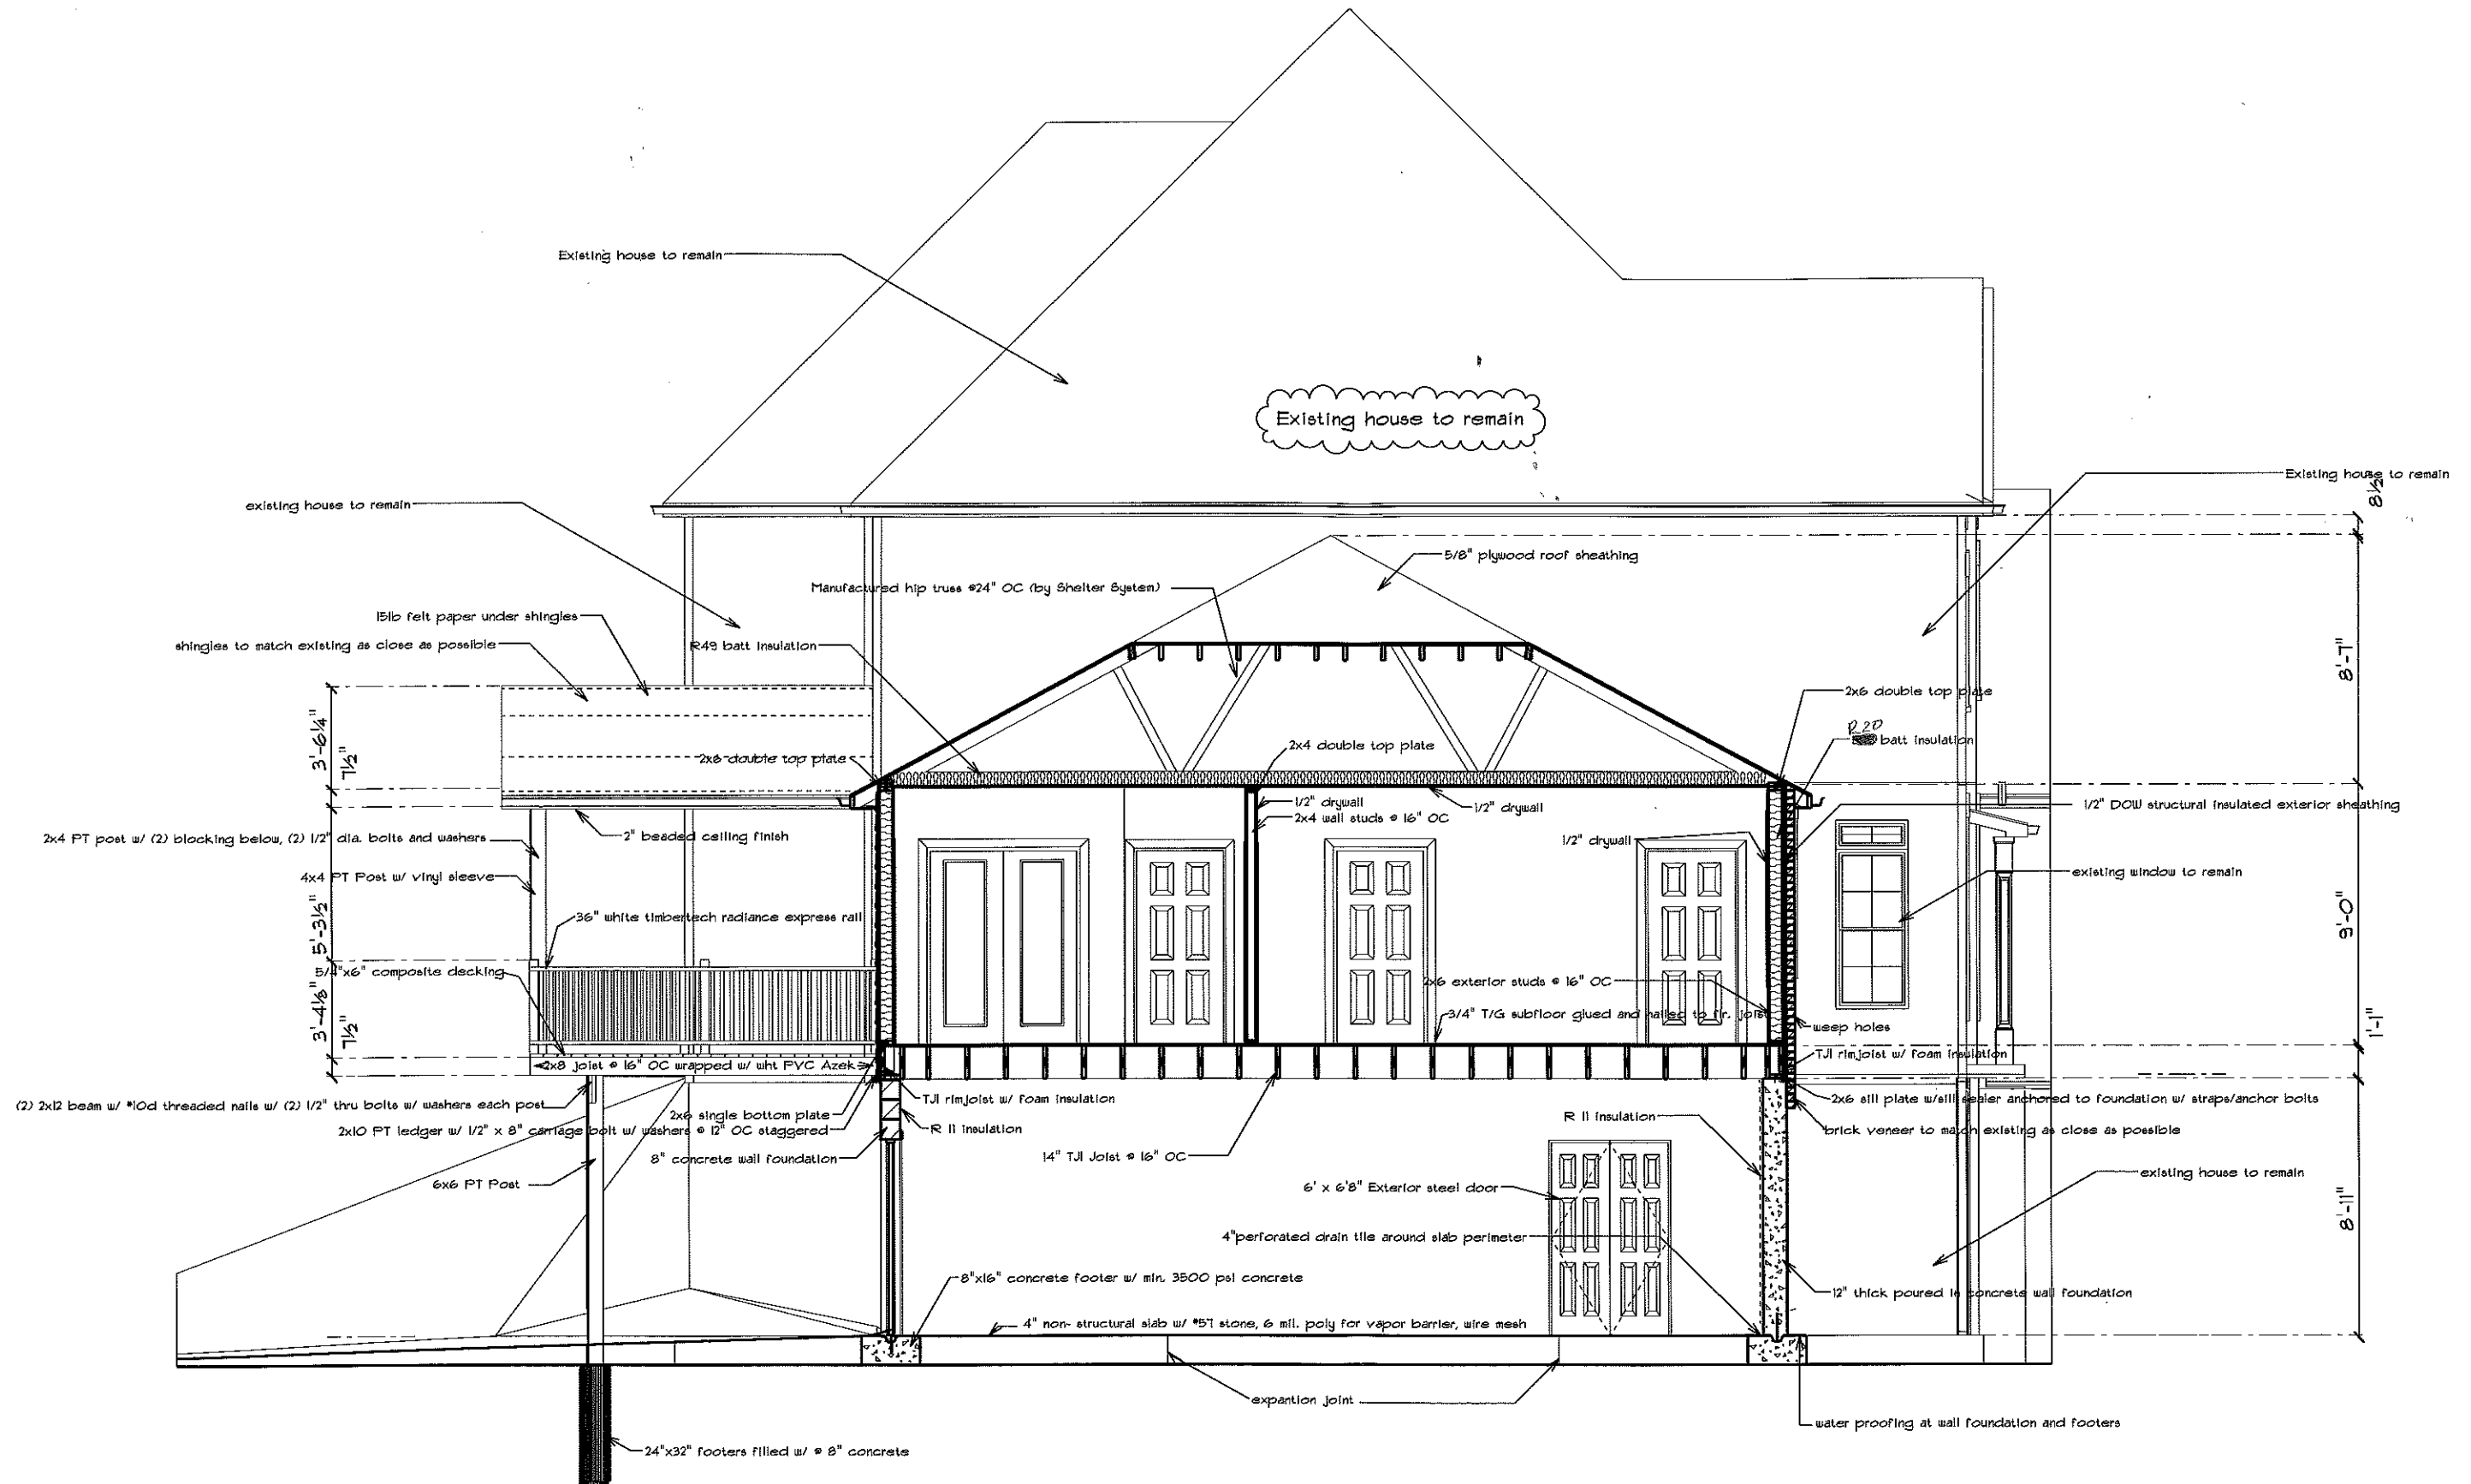 Existing house to remain
Existing house to remain
Existing house to remain
8½"
existing house to remain
5/8" plywood roof sheathing
Manufactured hip truss @24" OC (by Shelter System)
15lb felt paper under shingles
shingles to match existing as close as possible
R49 batt insulation
8'-7"
2x6 double top plate
3'-6¼"
7½"
R20
batt insulation
2x4 double top plate
2x6 double top plate
1/2" drywall
1/2" drywall
1/2" DOW structural insulated exterior sheathing
2x4 wall studs @ 16" OC
2" beaded ceiling finish
2x4 PT post w/ (2) blocking below, (2) 1/2" dia. bolts and washers
1/2" drywall
4x4 PT Post w/ vinyl sleeve
existing window to remain
5'-3½"
36" white timbertech radiance express rail
9'-0"
5/4"x6" composite decking
2x6 exterior studs @ 16" OC
3'-4⅛"
7½"
3/4" T/G subfloor glued and nailed to flr. joist
weep holes
1'-1"
TJI rimjoist w/ foam insulation
2x8 joist @ 16" OC wrapped w/ wht PVC Azek
TJI rimjoist w/ foam insulation
2x6 sill plate w/sill sealer anchored to foundation w/ straps/anchor bolts
(2) 2x12 beam w/ #10d threaded nails w/ (2) 1/2" thru bolts w/ washers each post
2x6 single bottom plate
R 11 insulation
2x10 PT ledger w/ 1/2" x 8" carriage bolt w/ washers @ 12" OC staggered
R 11 insulation
brick veneer to match existing as close as possible
8" concrete wall foundation
14" TJI Joist @ 16" OC
6x6 PT Post
existing house to remain
6' x 6'8" Exterior steel door
8'-11"
4"perforated drain tile around slab perimeter
8"x16" concrete footer w/ min. 3500 psi concrete
12" thick poured in concrete wall foundation
4" non- structural slab w/ #57 stone, 6 mil. poly for vapor barrier, wire mesh
expantion joint
water proofing at wall foundation and footers
24"x32" footers filled w/ @ 8" concrete